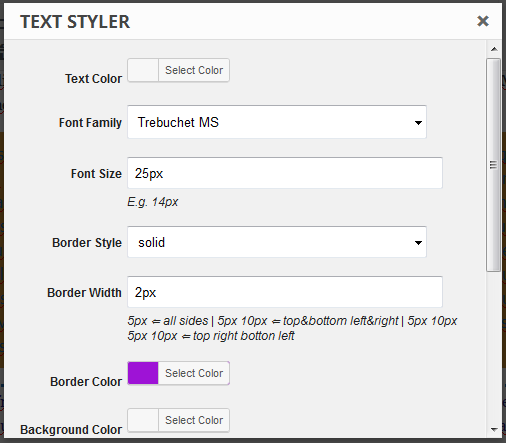 TEXT STYLER
Text Color Select Color
Font Family Trebuchet MS
Font Size 25px
E.g. 14px
Border Style solid
Border Width 2px
5px ⇐ all sides | 5px 10px ⇐ top&bottom left&right | 5px 10px
5px 10px ⇐ top right botton left
Border Color Select Color
Background Color Select Color